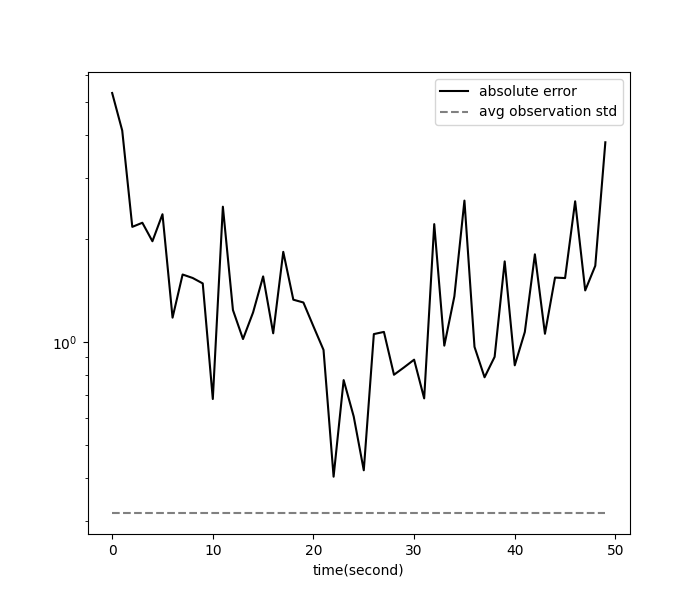 absolute error
avg observation std
10⁰
0 10 20 30 40 50
time(second)